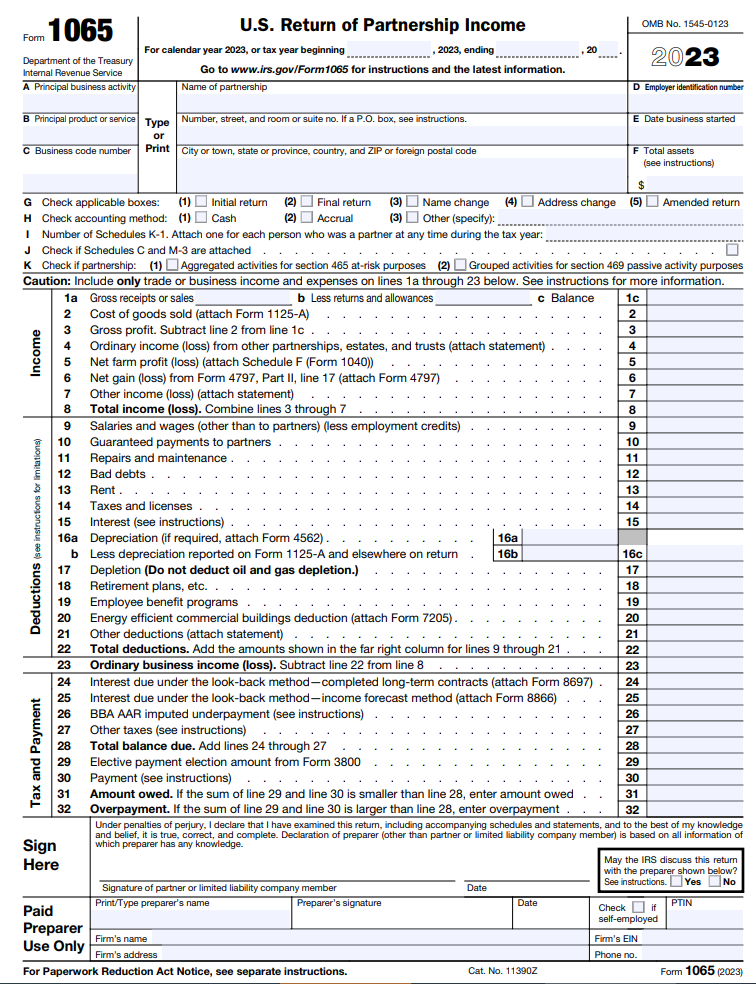 Form 1065
Department of the Treasury
Internal Revenue Service
U.S. Return of Partnership Income
For calendar year 2023, or tax year beginning , 2023, ending , 20 .
Go to www.irs.gov/Form1065 for instructions and the latest information.
OMB No. 1545-0123
2023
A Principal business activity
B Principal product or service
C Business code number
Type or Print
Name of partnership
Number, street, and room or suite no. If a P.O. box, see instructions.
City or town, state or province, country, and ZIP or foreign postal code
D Employer identification number
E Date business started
F Total assets
(see instructions)
$
G Check applicable boxes: (1) Initial return (2) Final return (3) Name change (4) Address change (5) Amended return
H Check accounting method: (1) Cash (2) Accrual (3) Other (specify):
I Number of Schedules K-1. Attach one for each person who was a partner at any time during the tax year:
J Check if Schedules C and M-3 are attached
K Check if partnership: (1) Aggregated activities for section 465 at-risk purposes (2) Grouped activities for section 469 passive activity purposes
Caution: Include only trade or business income and expenses on lines 1a through 23 below. See instructions for more information.
Income
1a Gross receipts or sales b Less returns and allowances c Balance 1c
2 Cost of goods sold (attach Form 1125-A) 2
3 Gross profit. Subtract line 2 from line 1c 3
4 Ordinary income (loss) from other partnerships, estates, and trusts (attach statement) 4
5 Net farm profit (loss) (attach Schedule F (Form 1040)) 5
6 Net gain (loss) from Form 4797, Part II, line 17 (attach Form 4797) 6
7 Other income (loss) (attach statement) 7
8 Total income (loss). Combine lines 3 through 7 8
Deductions (see instructions for limitations)
9 Salaries and wages (other than to partners) (less employment credits) 9
10 Guaranteed payments to partners 10
11 Repairs and maintenance 11
12 Bad debts 12
13 Rent 13
14 Taxes and licenses 14
15 Interest (see instructions) 15
16a Depreciation (if required, attach Form 4562) 16a
b Less depreciation reported on Form 1125-A and elsewhere on return 16b 16c
17 Depletion (Do not deduct oil and gas depletion.) 17
18 Retirement plans, etc. 18
19 Employee benefit programs 19
20 Energy efficient commercial buildings deduction (attach Form 7205) 20
21 Other deductions (attach statement) 21
22 Total deductions. Add the amounts shown in the far right column for lines 9 through 21 22
23 Ordinary business income (loss). Subtract line 22 from line 8 23
Tax and Payment
24 Interest due under the look-back method—completed long-term contracts (attach Form 8697) 24
25 Interest due under the look-back method—income forecast method (attach Form 8866) 25
26 BBA AAR imputed underpayment (see instructions) 26
27 Other taxes (see instructions) 27
28 Total balance due. Add lines 24 through 27 28
29 Elective payment election amount from Form 3800 29
30 Payment (see instructions) 30
31 Amount owed. If the sum of line 29 and line 30 is smaller than line 28, enter amount owed 31
32 Overpayment. If the sum of line 29 and line 30 is larger than line 28, enter overpayment 32
Sign Here
Under penalties of perjury, I declare that I have examined this return, including accompanying schedules and statements, and to the best of my knowledge
and belief, it is true, correct, and complete. Declaration of preparer (other than partner or limited liability company member) is based on all information of
which preparer has any knowledge.
Signature of partner or limited liability company member
Date
May the IRS discuss this return
with the preparer shown below?
See instructions. Yes No
Paid Preparer Use Only
Print/Type preparer's name
Preparer's signature
Date
Check if
self-employed
PTIN
Firm's name
Firm's EIN
Firm's address
Phone no.
For Paperwork Reduction Act Notice, see separate instructions.
Cat. No. 11390Z
Form 1065 (2023)